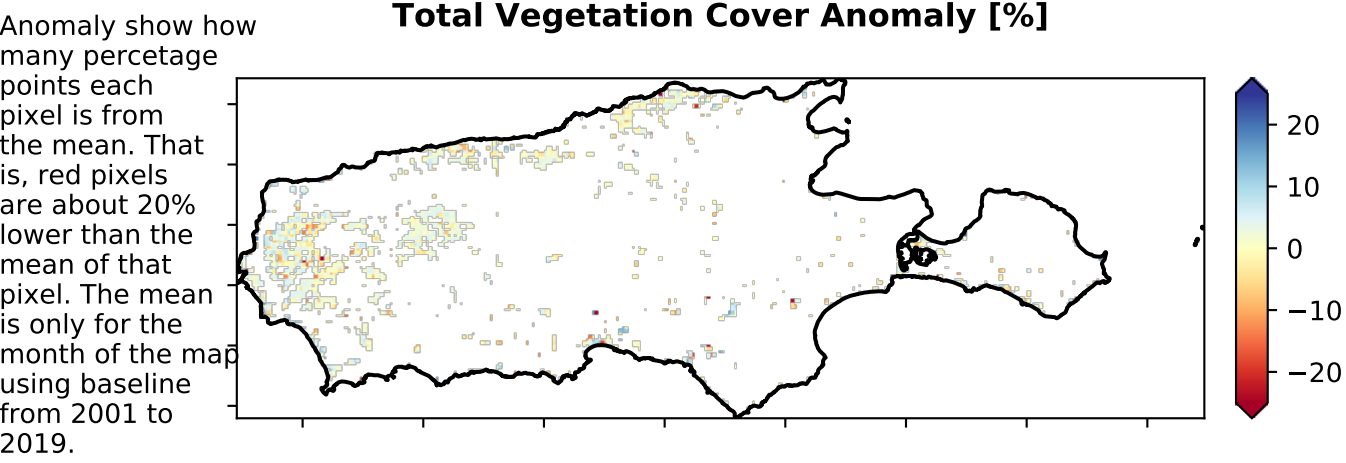 Total Vegetation Cover Anomaly [%]
Anomaly show how
many percetage
points each
pixel is from
the mean. That
is, red pixels
are about 20%
lower than the
mean of that
pixel. The mean
is only for the
month of the map
using baseline
from 2001 to
2019.
20
10
0
−10
−20